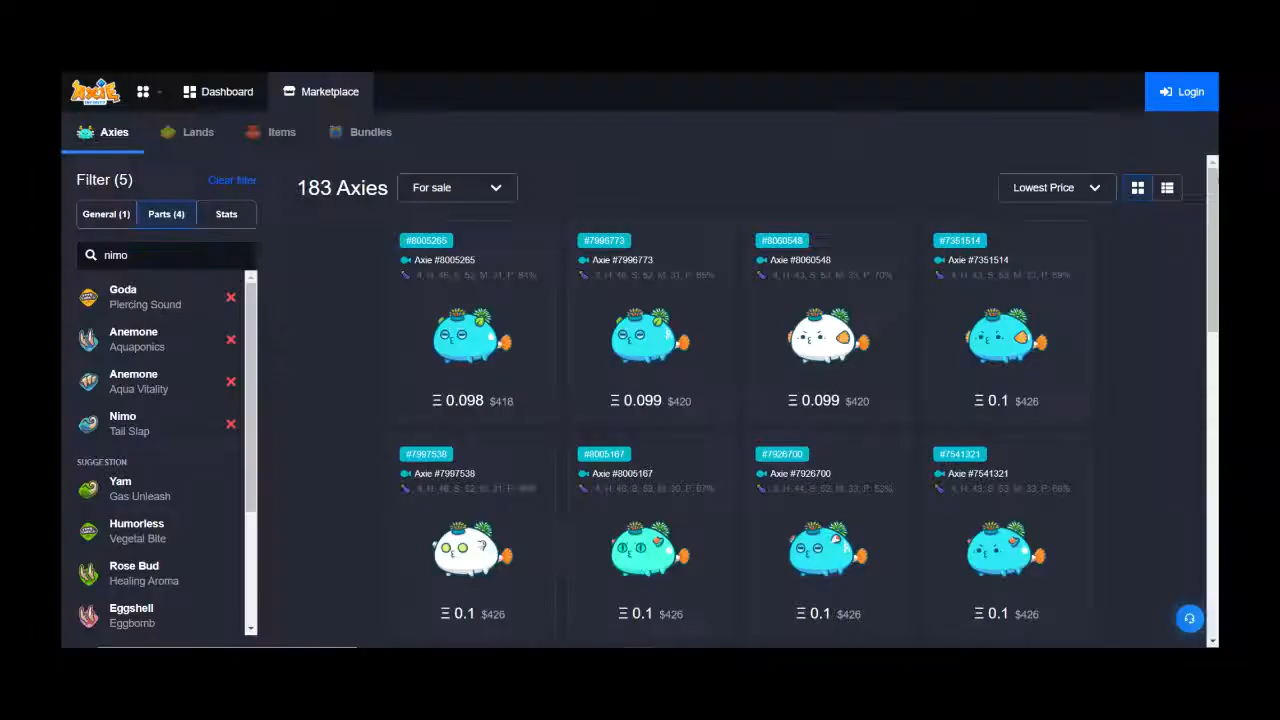 AXIE
Dashboard
Marketplace
Login
Axies
Lands
Items
Bundles
Filter (5)
Clear filter
General (1)
Parts (4)
Stats
nimo
Goda
Piercing Sound
Anemone
Aquaponics
Anemone
Aqua Vitality
Nimo
Tail Slap
SUGGESTION
Yam
Gas Unleash
Humorless
Vegetal Bite
Rose Bud
Healing Aroma
Eggshell
Eggbomb
183 Axies
For sale
Lowest Price
#8005265
Axie #8005265
Ξ 0.098 $418
#7996773
Axie #7996773
Ξ 0.099 $420
#8060548
Axie #8060548
Ξ 0.099 $420
#7351514
Axie #7351514
Ξ 0.1 $426
#7997538
Axie #7997538
Ξ 0.1 $426
#8005167
Axie #8005167
Ξ 0.1 $426
#7926700
Axie #7926700
Ξ 0.1 $426
#7541321
Axie #7541321
Ξ 0.1 $426